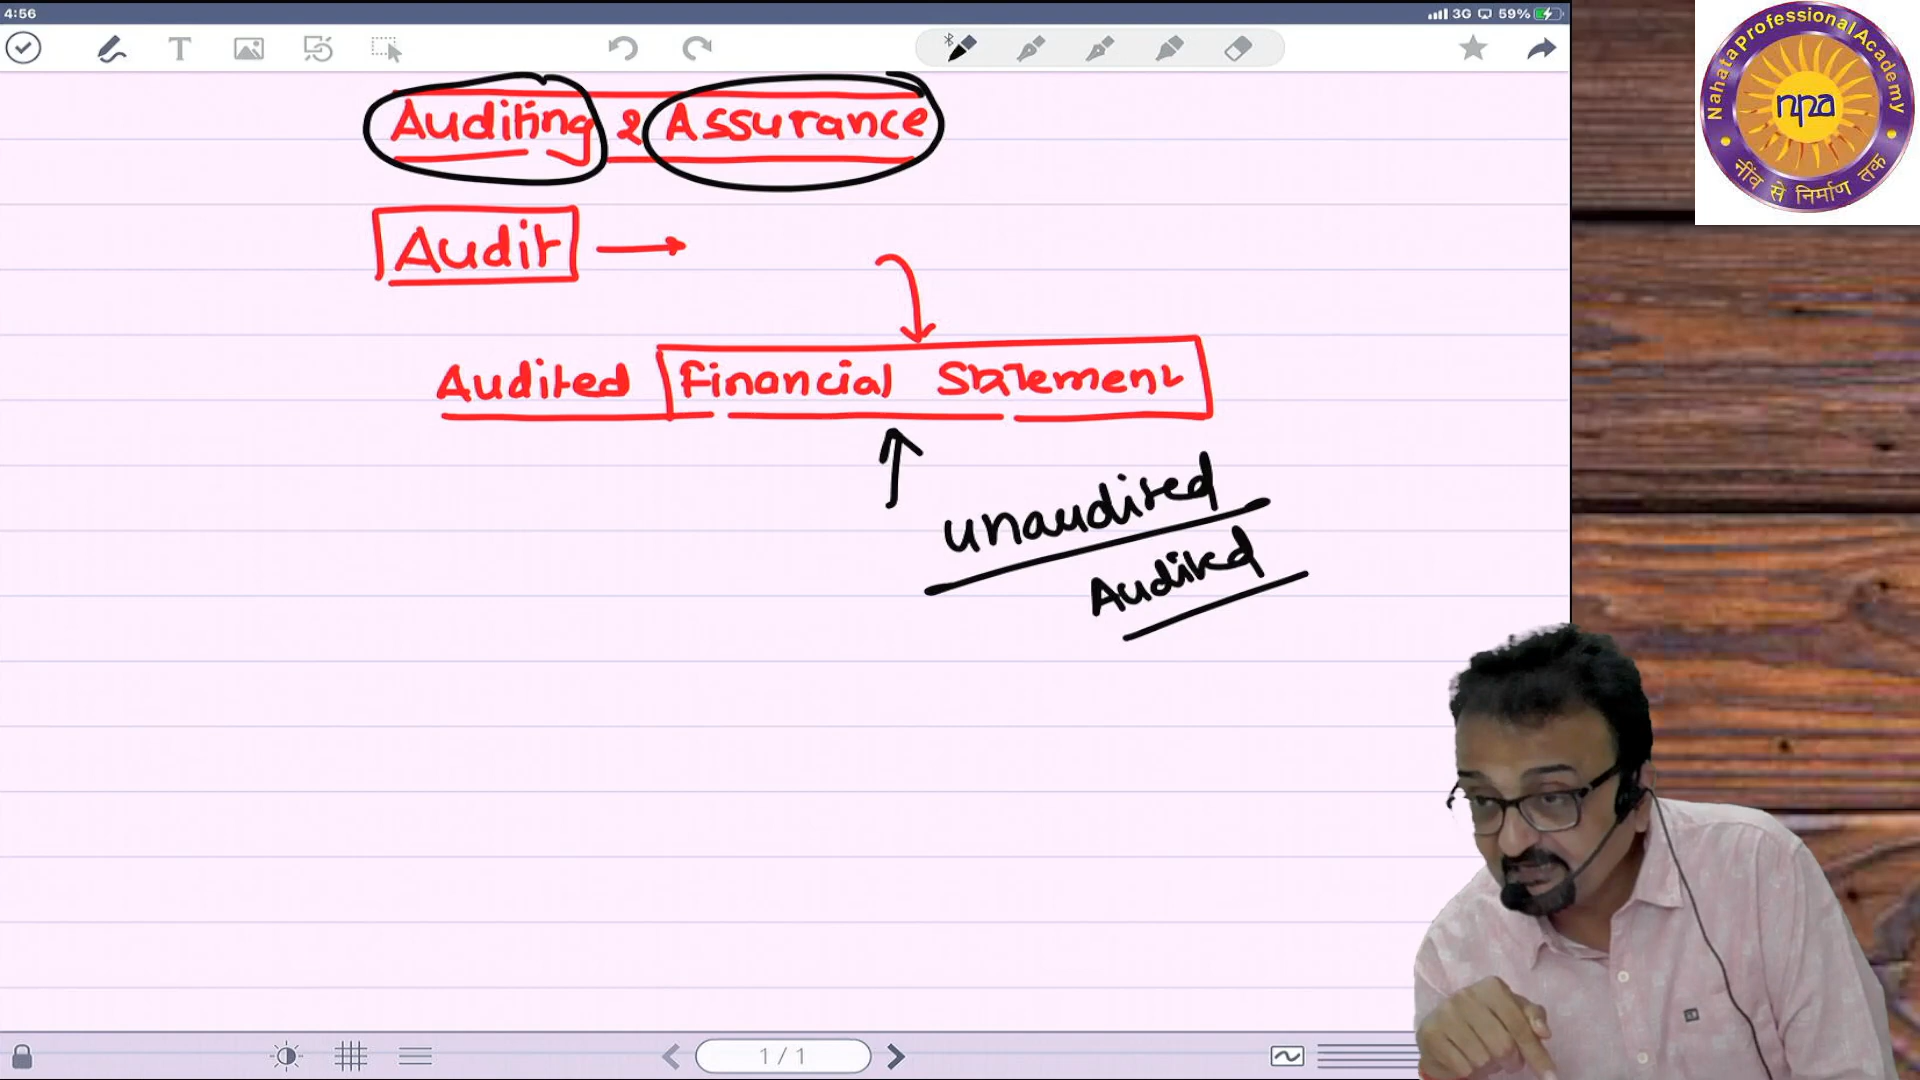 4:56
3G 59%
T
Auditing & Assurance
Audit →
Audited Financial Statement
unaudited
Audited
1 / 1
Nahata Professional Academy
npa
नींव से निर्माण तक